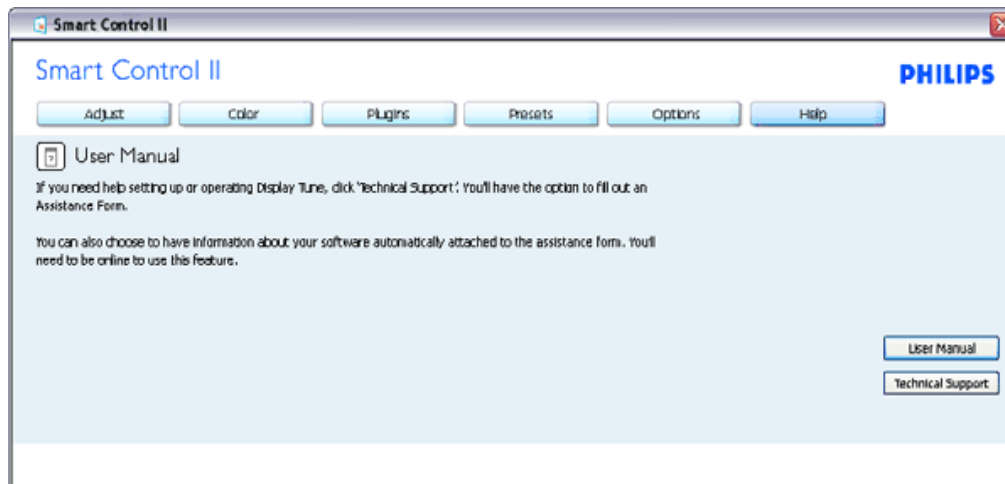 Smart Control II
Smart Control II
PHILIPS
Adjust Color Plugins Presets Options Help
User Manual
If you need help setting up or operating Display Tune, click 'Technical Support'. You'll have the option to fill out an
Assistance Form.
You can also choose to have information about your software automatically attached to the assistance form. You'll
need to be online to use this feature.
User Manual
Technical Support